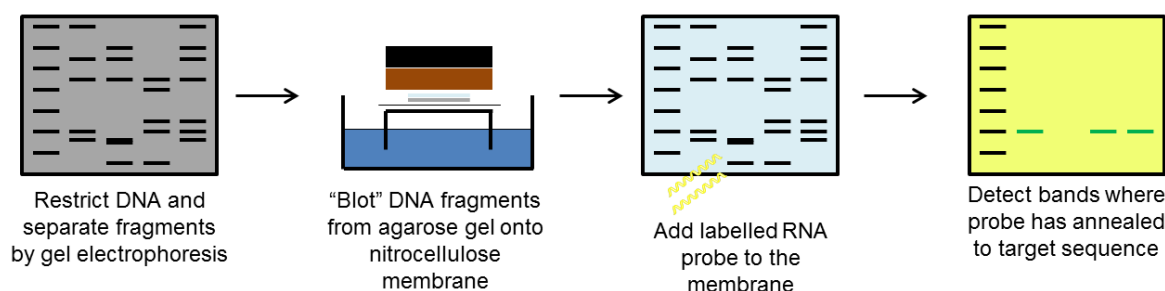 Restrict DNA and
separate fragments
by gel electrophoresis
“Blot” DNA fragments
from agarose gel onto
nitrocellulose
membrane
Add labelled RNA
probe to the
membrane
Detect bands where
probe has annealed
to target sequence